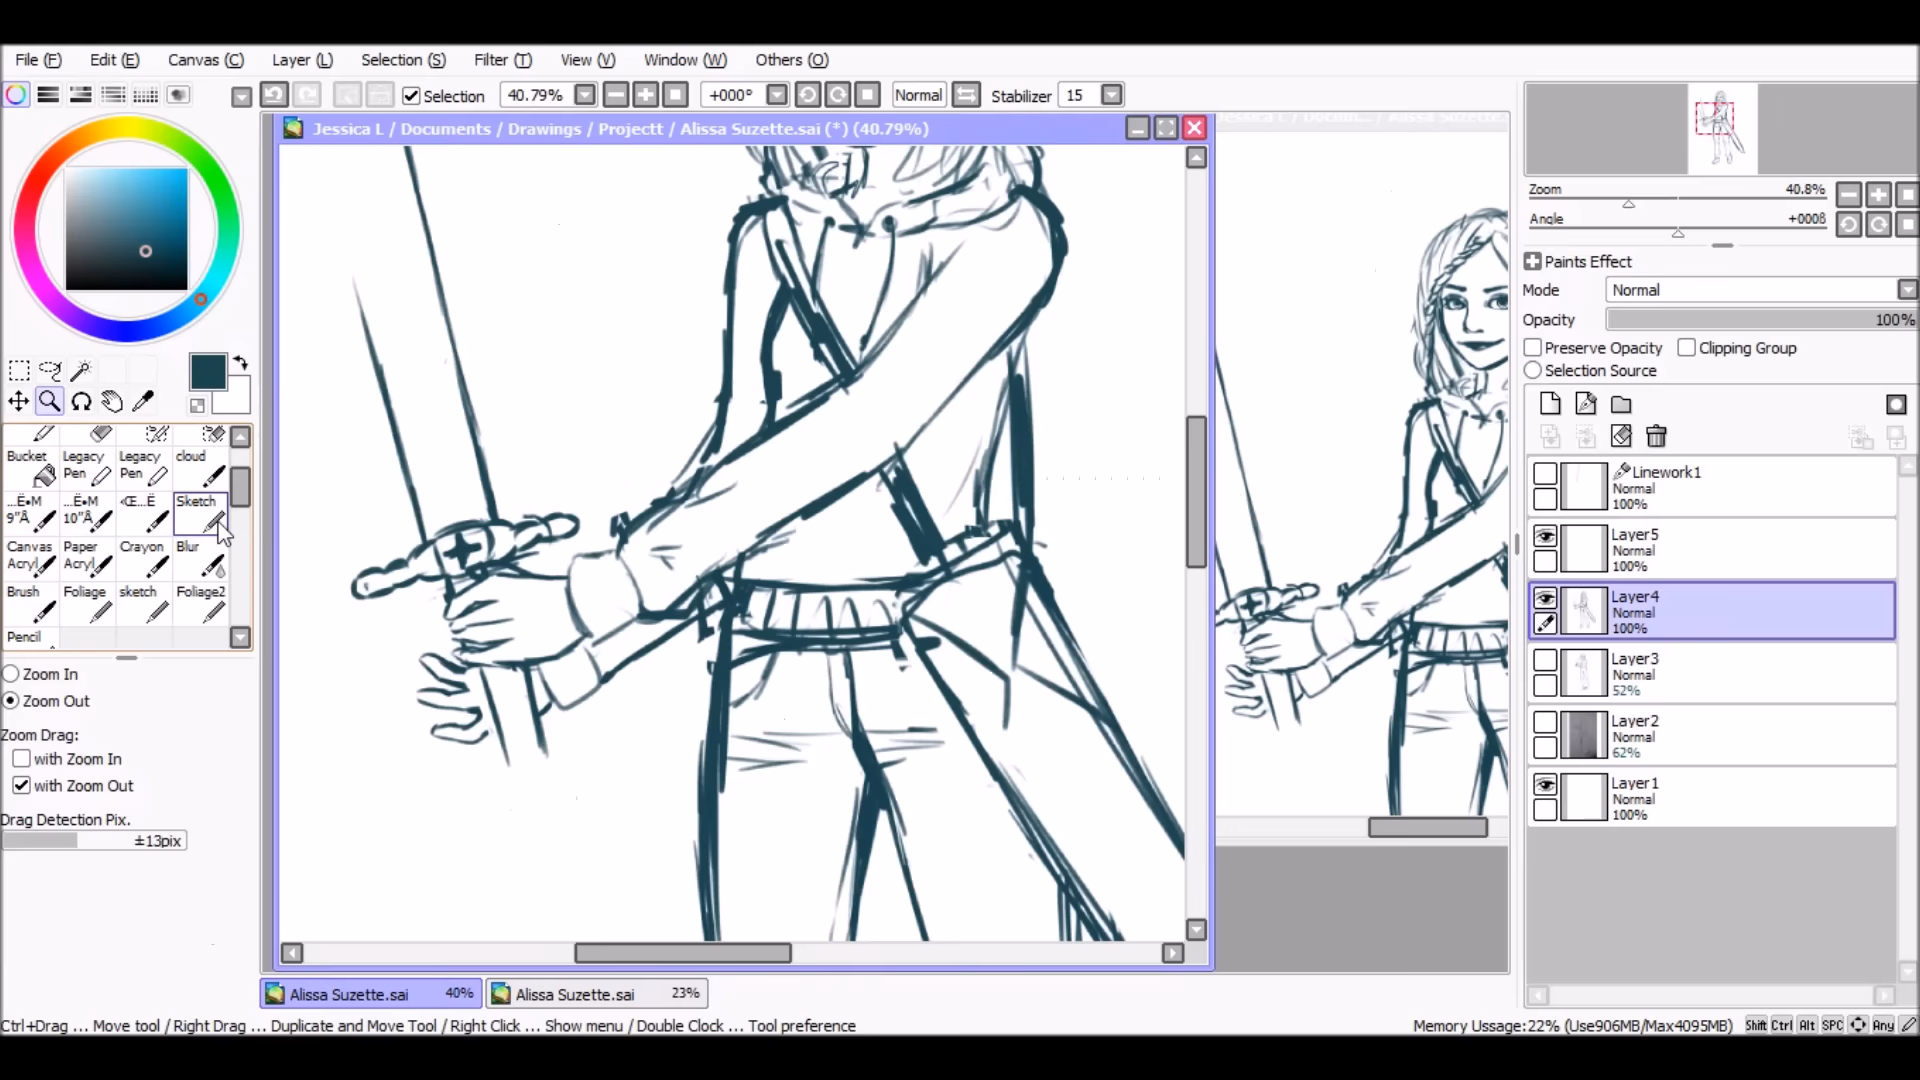 File (F) Edit (E) Canvas (C) Layer (L) Selection (S) Filter (T) View (V) Window (W) Others (O)
Selection 40.79% +000° Normal Stabilizer 15
Jessica L / Documents / Drawings / Projectt / Alissa Suzette.sai (*) (40.79%)
Zoom 40.8%
Angle +000ß
Paints Effect
Mode Normal
Opacity 100%
Preserve Opacity Clipping Group
Selection Source
Bucket Legacy Pen Legacy Pen cloud
...Ë•M 9"Å ...Ë•M 10"Å ‹Œ...Ë Sketch
Canvas Acryl Paper Acryl Crayon Blur
Brush Foliage sketch Foliage2
Pencil
Zoom In
Zoom Out
Zoom Drag:
with Zoom In
with Zoom Out
Drag Detection Pix.
±13pix
Linework1
Normal
100%
Layer5
Normal
100%
Layer4
Normal
100%
Layer3
Normal
52%
Layer2
Normal
62%
Layer1
Normal
100%
Alissa Suzette.sai 40% Alissa Suzette.sai 23%
Ctrl+Drag ... Move tool / Right Drag ... Duplicate and Move Tool / Right Click ... Show menu / Double Clock ... Tool preference
Memory Ussage:22% (Use906MB/Max4095MB) Shift Ctrl Alt SPC Any